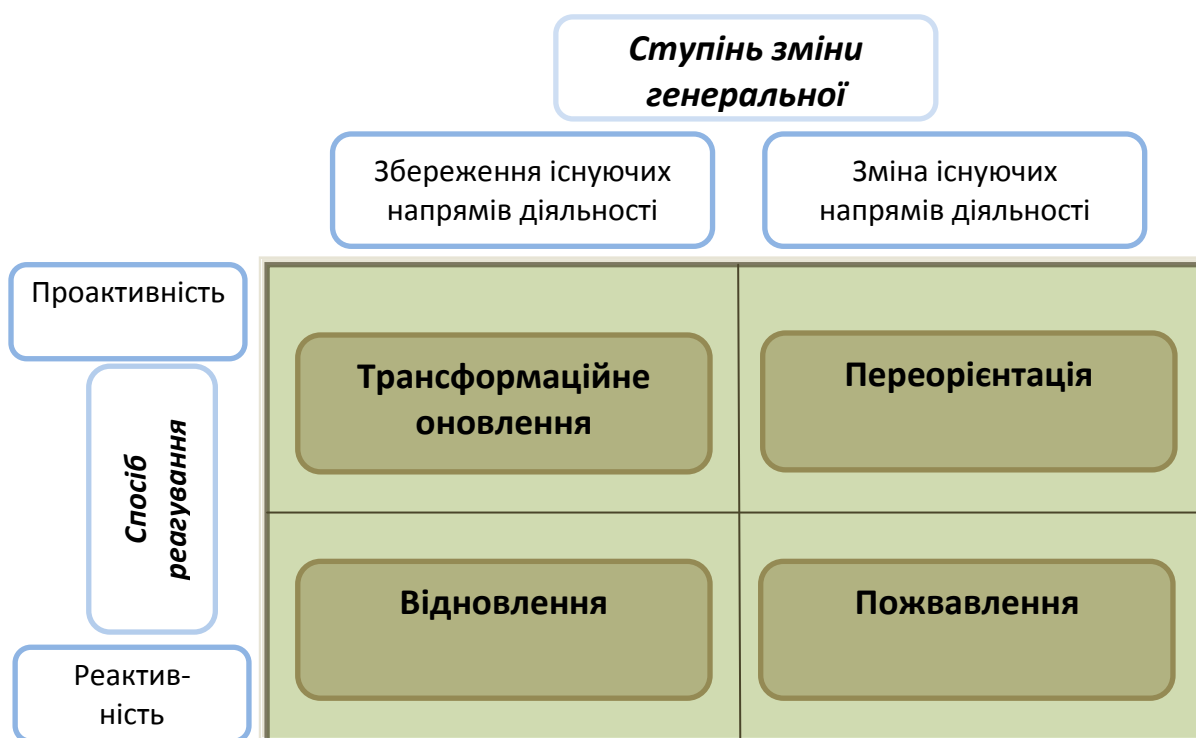 Ступінь зміни
генеральної
Збереження існуючих
напрямів діяльності
Зміна існуючих
напрямів діяльності
Проактивність
Трансформаційне
оновлення
Переорієнтація
Спосіб
реагування
Відновлення
Пожвавлення
Реактив-
ність